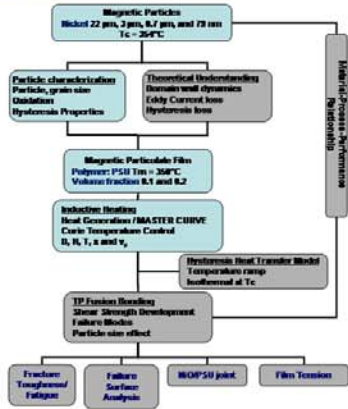 Magnetic Particles
Nickel 22 µm, 3 µm, 0.7 µm, and 79 nm
Tc = 354°C
Particle characterization
Particle, grain size
Oxidation
Hysteresis Properties
Theoretical Understanding
Domain wall dynamics
Eddy Current loss
Hysteresis loss
Material-Process-Performance
Relationship
Magnetic Particulate Film
Polymer: PSU Tm = 350°C
Volume fraction 0.1 and 0.2
Inductive Heating
Heat Generation / MASTER CURVE
Curie Temperature Control
D, H, T, x and vp
Hysteresis Heat Transfer Model
Temperature ramp
Isothermal at Tc
TP Fusion Bonding
Shear Strength Development
Failure Modes
Particle size effect
Fracture
Toughness/
Fatigue
Failure
Surface
Analysis
NiO/PSU joint
Film Tension